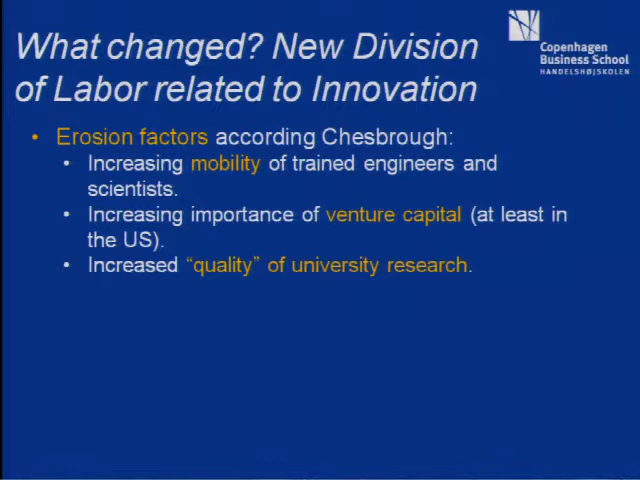 What changed? New Division
of Labor related to Innovation
Copenhagen
Business School
HANDELSHØJSKOLEN
• Erosion factors according Chesbrough:
• Increasing mobility of trained engineers and
scientists.
• Increasing importance of venture capital (at least in
the US).
• Increased “quality” of university research.